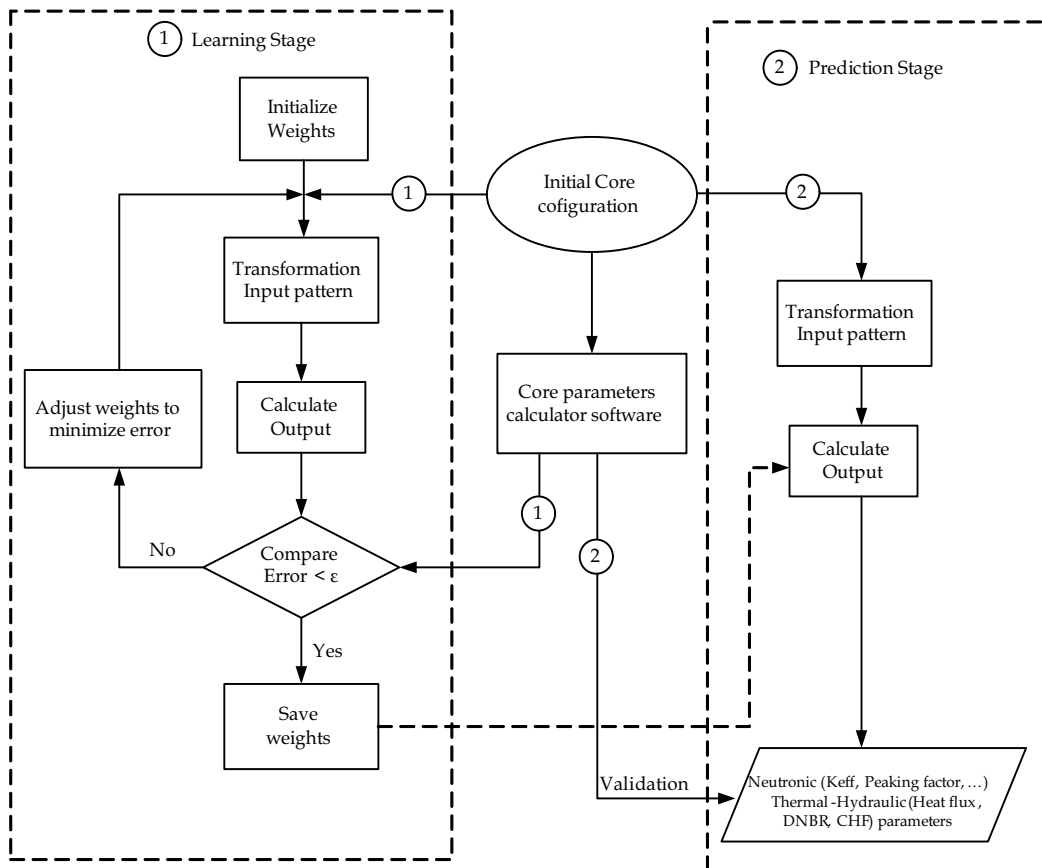 1 Learning Stage
Initialize
Weights
1
Transformation
Input pattern
Adjust weights to
minimize error
Calculate
Output
No
Compare
Error < ε
Yes
Save
weights
Initial Core
cofiguration
Core parameters
calculator software
1
2
Validation
2 Prediction Stage
2
Transformation
Input pattern
Calculate
Output
Neutronic (Keff, Peaking factor, …)
Thermal -Hydraulic (Heat flux ,
DNBR, CHF) parameters